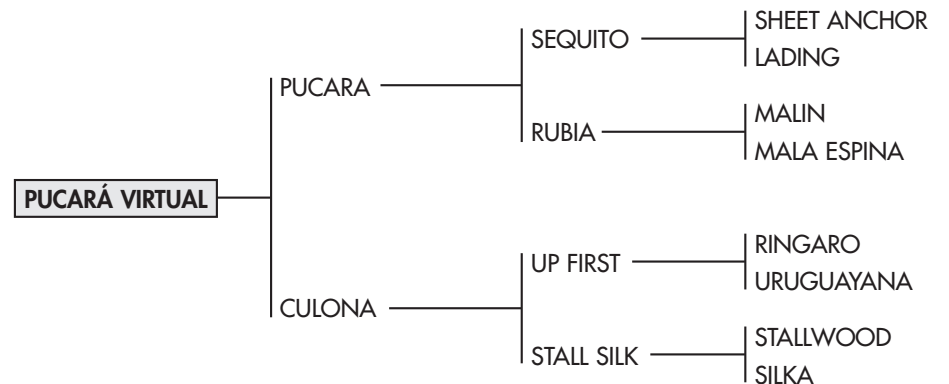 SHEET ANCHOR
SEQUITO
LADING
PUCARA
MALIN
RUBIA
MALA ESPINA
PUCARÁ VIRTUAL
RINGARO
UP FIRST
URUGUAYANA
CULONA
STALLWOOD
STALL SILK
SILKA